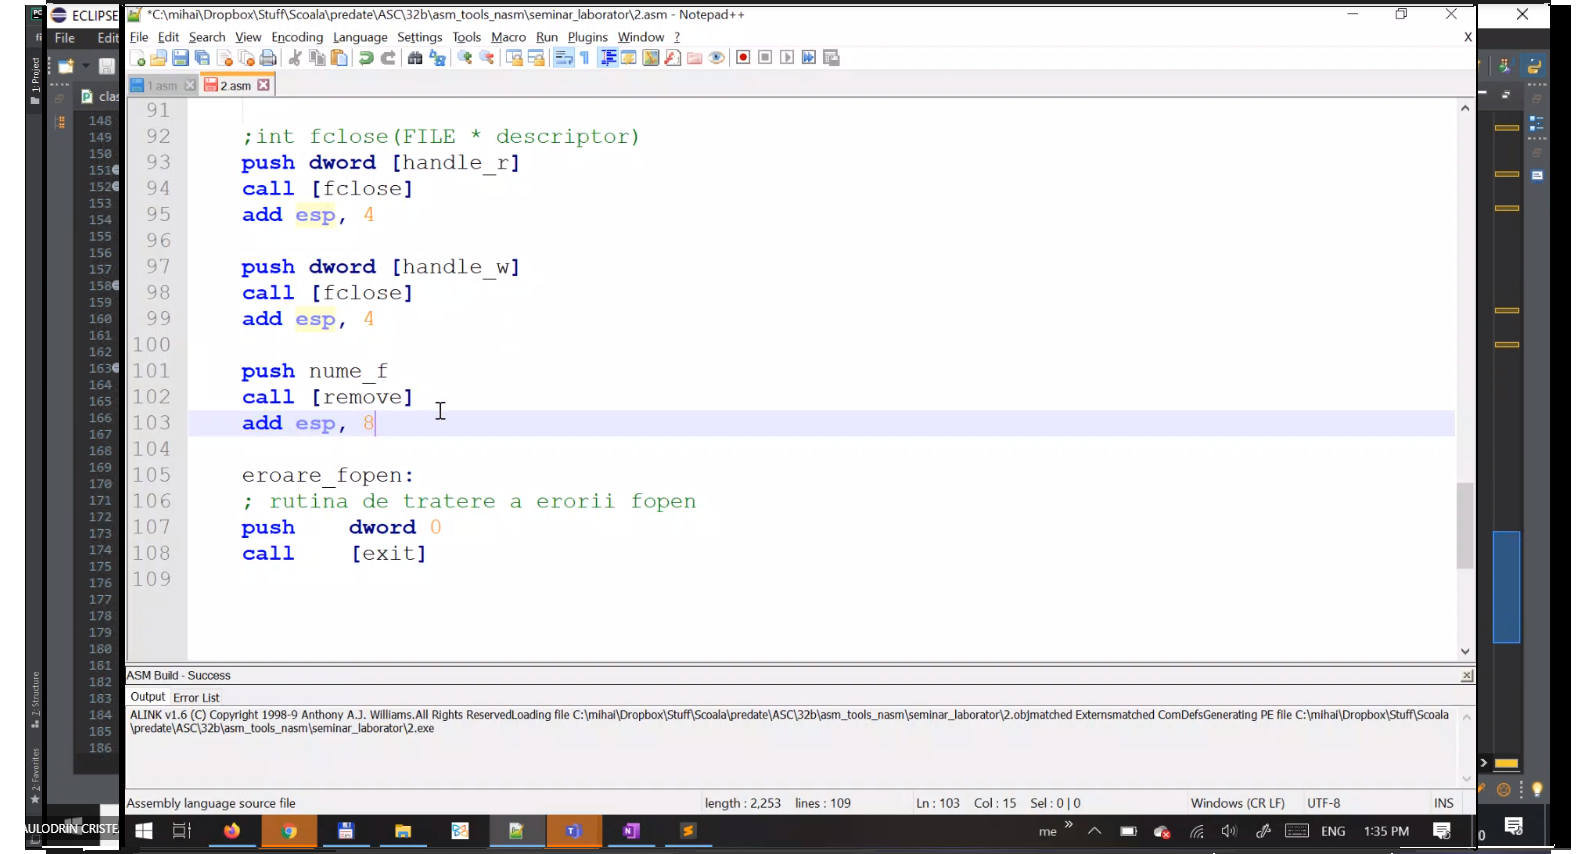 ECLIPSE
*C:\mihai\Dropbox\Stuff\Scoala\predate\ASC\32b\asm_tools_nasm\seminar_laborator\2.asm - Notepad++
File Edit
File Edit Search View Encoding Language Settings Tools Macro Run Plugins Window ? X
1: Project
1.asm 2.asm
clas
148
149
150
151
152
153
154
155
156
157
158
159
160
161
162
163
164
165
166
167
168
169
170
171
172
173
174
175
176
177
178
179
180
181
182
183
184
185
186
91
92 ;int fclose(FILE * descriptor)
93 push dword [handle_r]
94 call [fclose]
95 add esp, 4
96
97 push dword [handle_w]
98 call [fclose]
99 add esp, 4
100
101 push nume_f
102 call [remove]
103 add esp, 8
104
105 eroare_fopen:
106 ; rutina de tratere a erorii fopen
107 push dword 0
108 call [exit]
109
7: Structure
2: Favorites
ASM Build - Success
Output Error List
ALINK v1.6 (C) Copyright 1998-9 Anthony A.J. Williams.All Rights ReservedLoading file C:\mihai\Dropbox\Stuff\Scoala\predate\ASC\32b\asm_tools_nasm\seminar_laborator\2.objmatched Externsmatched ComDefsGenerating PE file C:\mihai\Dropbox\Stuff\Scoala
\predate\ASC\32b\asm_tools_nasm\seminar_laborator\2.exe
Assembly language source file length : 2,253 lines : 109 Ln : 103 Col : 15 Sel : 0 | 0 Windows (CR LF) UTF-8 INS
AULODRIN CRISTEA
me » ENG 1:35 PM